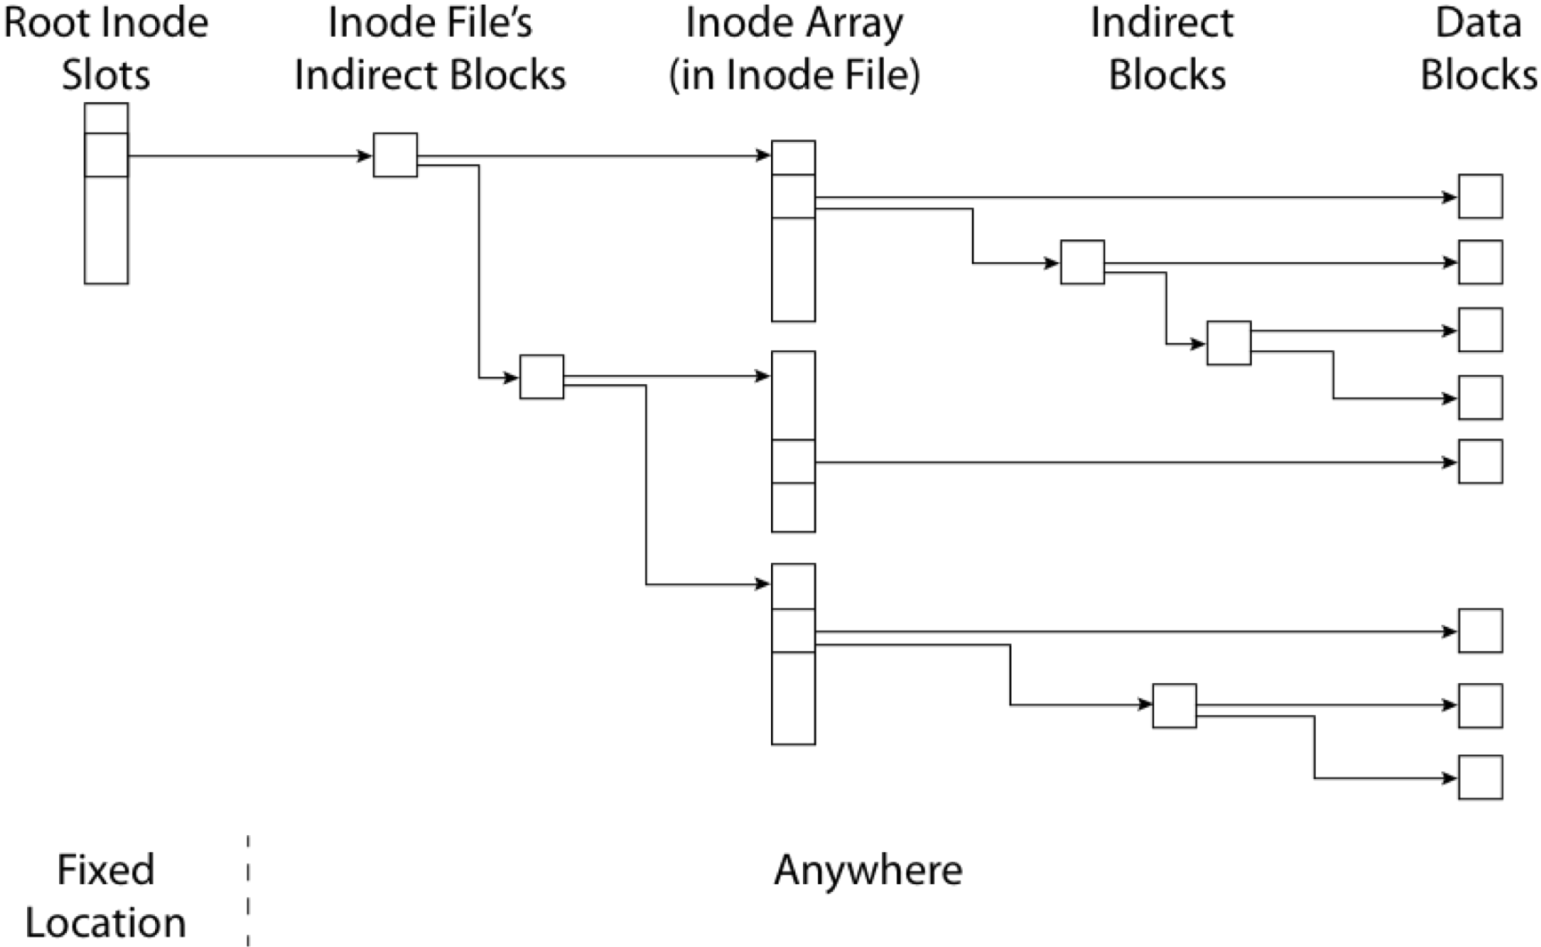 Root Inode
Slots
Inode File’s
Indirect Blocks
Inode Array
(in Inode File)
Indirect
Blocks
Data
Blocks
Fixed
Location
Anywhere